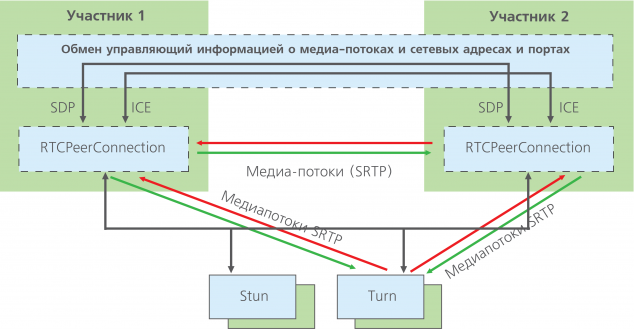 Участник 1
Участник 2
Обмен управляющий информацией о медиа-потоках и сетевых адресах и портах
SDP
ICE
SDP
ICE
RTCPeerConnection
RTCPeerConnection
Медиа-потоки (SRTP)
Медиапотоки SRTP
Медиапотоки SRTP
Stun
Turn